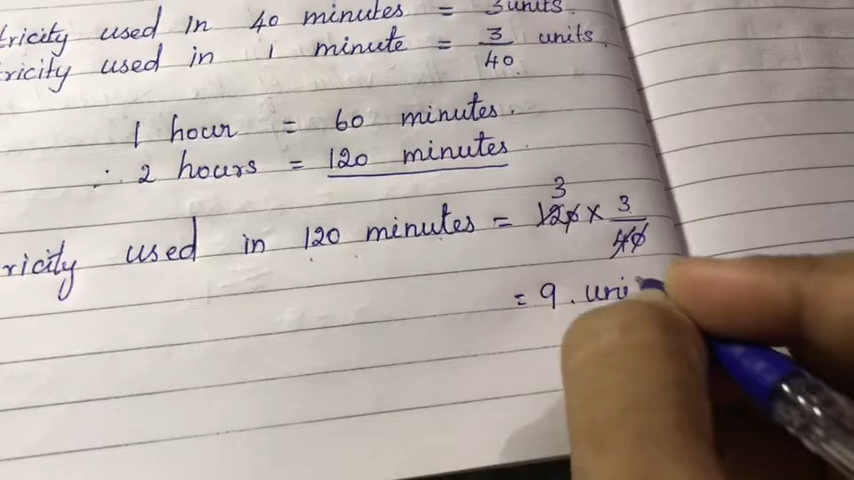 tricity used in 40 minutes = 3 units.
ricity used in 1 minute = 3/40 units.
1 hour = 60 minutes.
∴ 2 hours = 120 minutes.
3
ricity used in 120 minutes = 120 × 3/40
= 9. uni